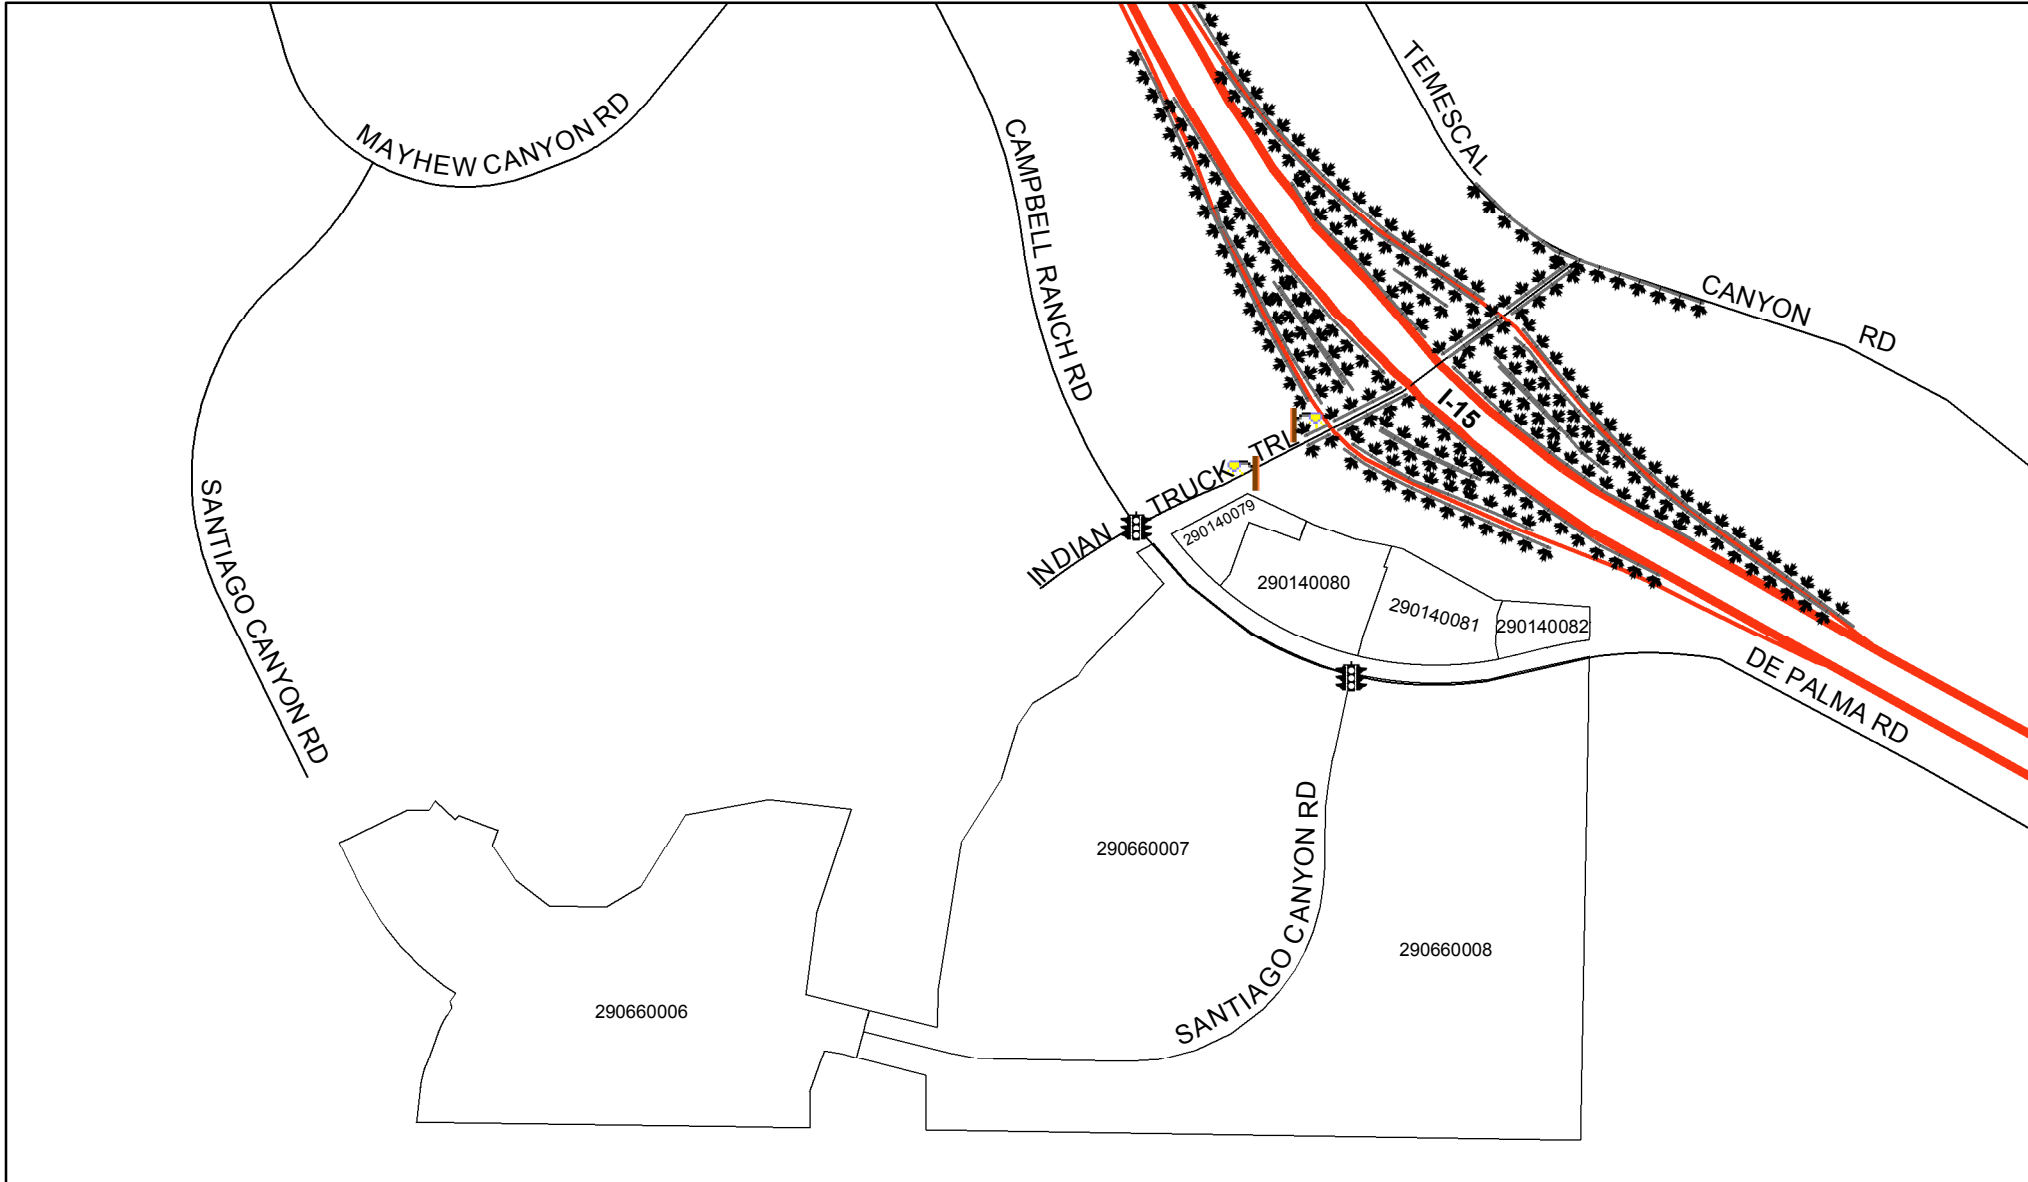 MAYHEW CANYON RD
CAMPBELL RANCH RD
TEMESCAL
CANYON
RD
I-15
INDIAN
TRUCK
TRL
SANTIAGO CANYON RD
290140079
290140080
290140081
290140082
DE PALMA RD
290660007
SANTIAGO CANYON RD
290660008
290660006